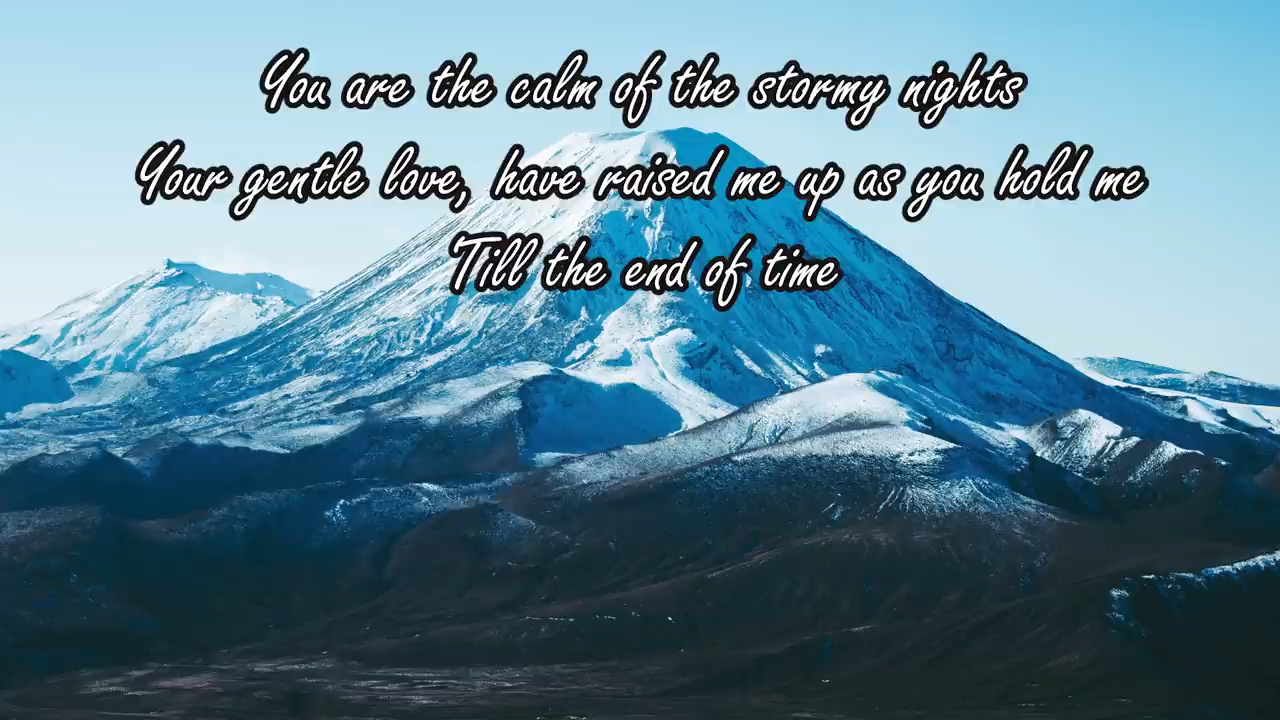 You are the calm of the stormy nights
Your gentle love, have raised me up as you hold me
Till the end of time